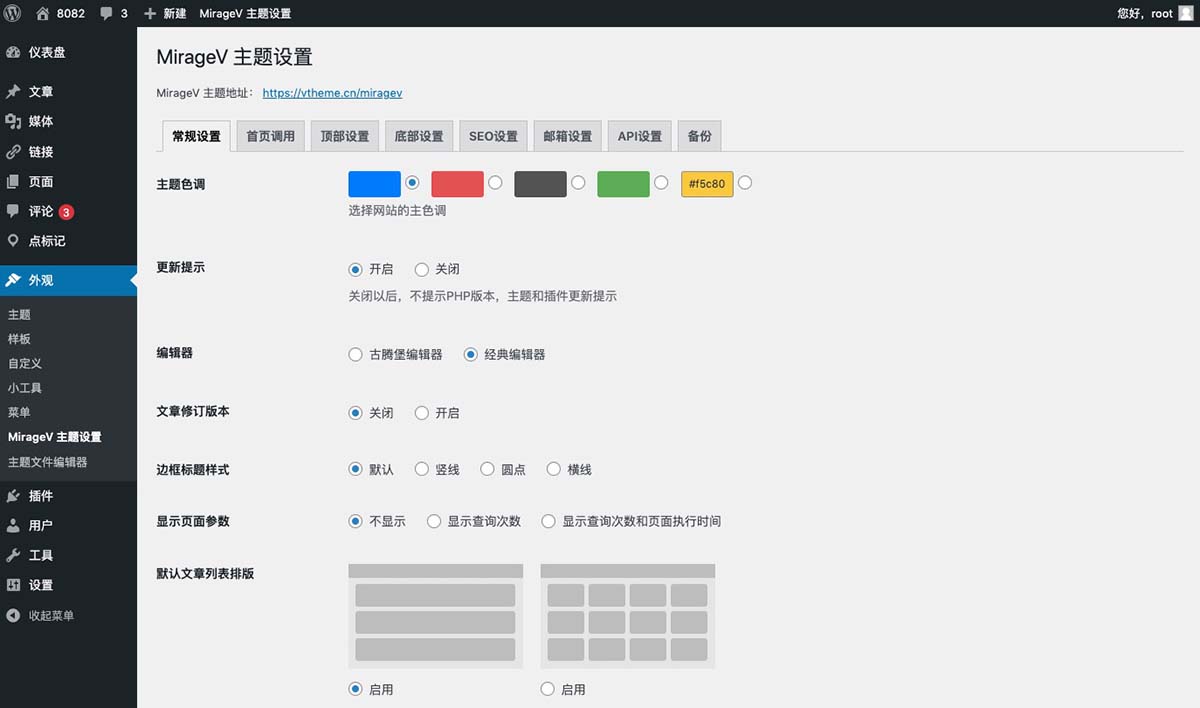 8082 3 新建 MirageV 主题设置 您好，root
仪表盘
文章
媒体
链接
页面
评论 3
点标记
外观
主题
样板
自定义
小工具
菜单
MirageV 主题设置
主题文件编辑器
插件
用户
工具
设置
收起菜单
MirageV 主题设置
MirageV 主题地址： https://vtheme.cn/miragev
常规设置 首页调用 顶部设置 底部设置 SEO设置 邮箱设置 API设置 备份
主题色调 #f5c80
选择网站的主色调
更新提示 开启 关闭
关闭以后，不提示PHP版本，主题和插件更新提示
编辑器 古腾堡编辑器 经典编辑器
文章修订版本 关闭 开启
边框标题样式 默认 竖线 圆点 横线
显示页面参数 不显示 显示查询次数 显示查询次数和页面执行时间
默认文章列表排版
启用 启用